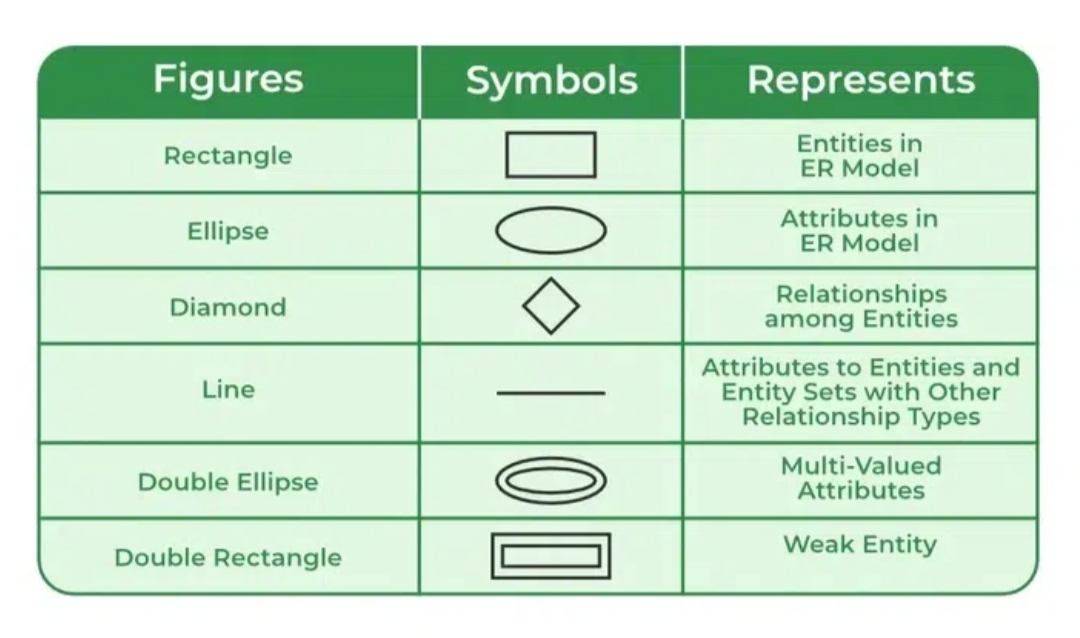 Figures
Symbols
Represents
Rectangle
Entities in
ER Model
Ellipse
Attributes in
ER Model
Diamond
Relationships
among Entities
Line
Attributes to Entities and
Entity Sets with Other
Relationship Types
Double Ellipse
Multi-Valued
Attributes
Double Rectangle
Weak Entity